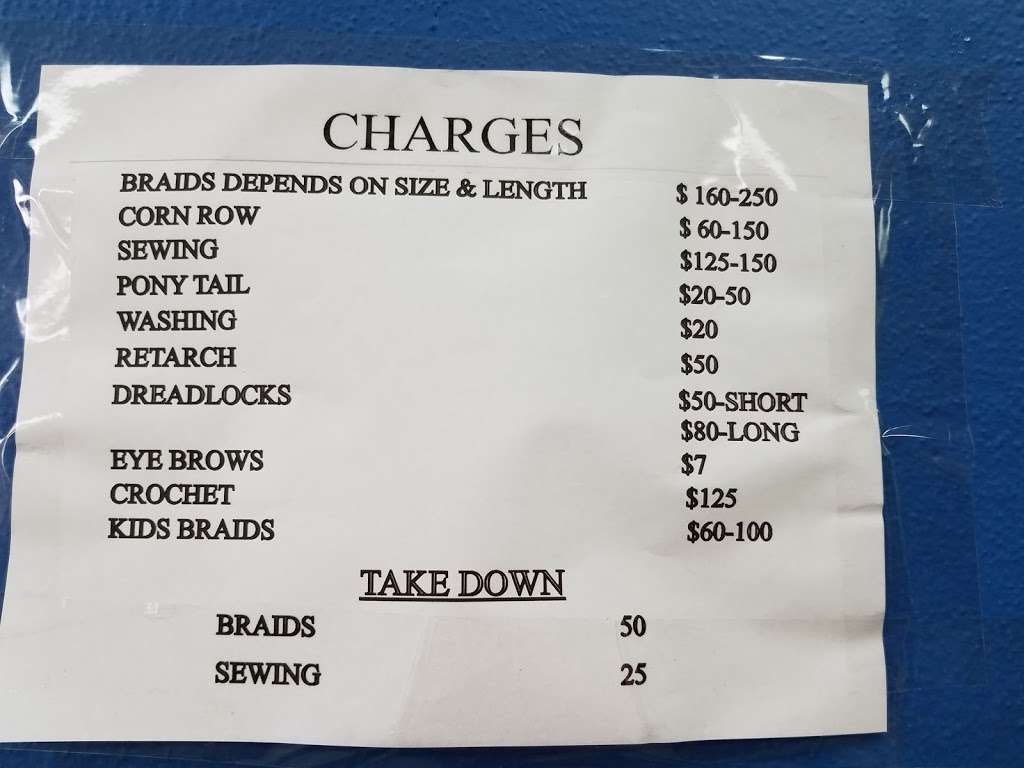 CHARGES
BRAIDS DEPENDS ON SIZE & LENGTH $ 160-250
CORN ROW $ 60-150
SEWING $125-150
PONY TAIL $20-50
WASHING $20
RETARCH $50
DREADLOCKS $50-SHORT
$80-LONG
EYE BROWS $7
CROCHET $125
KIDS BRAIDS $60-100
TAKE DOWN
BRAIDS 50
SEWING 25